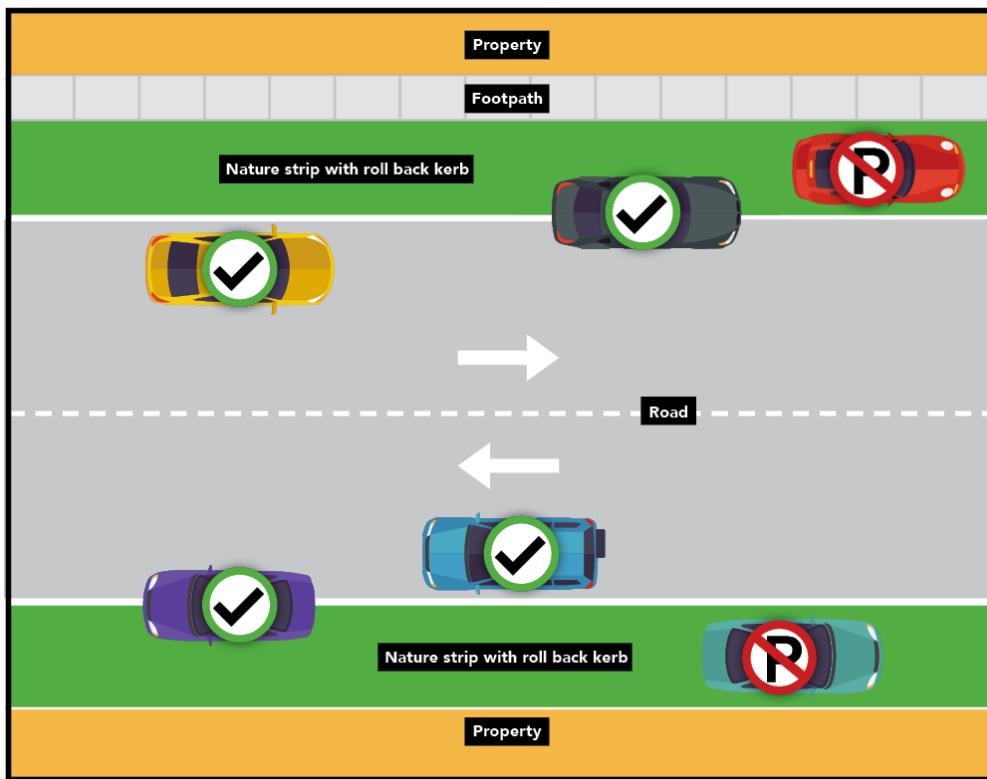 Property
Footpath
Nature strip with roll back kerb
P
Road
Nature strip with roll back kerb
P
Property